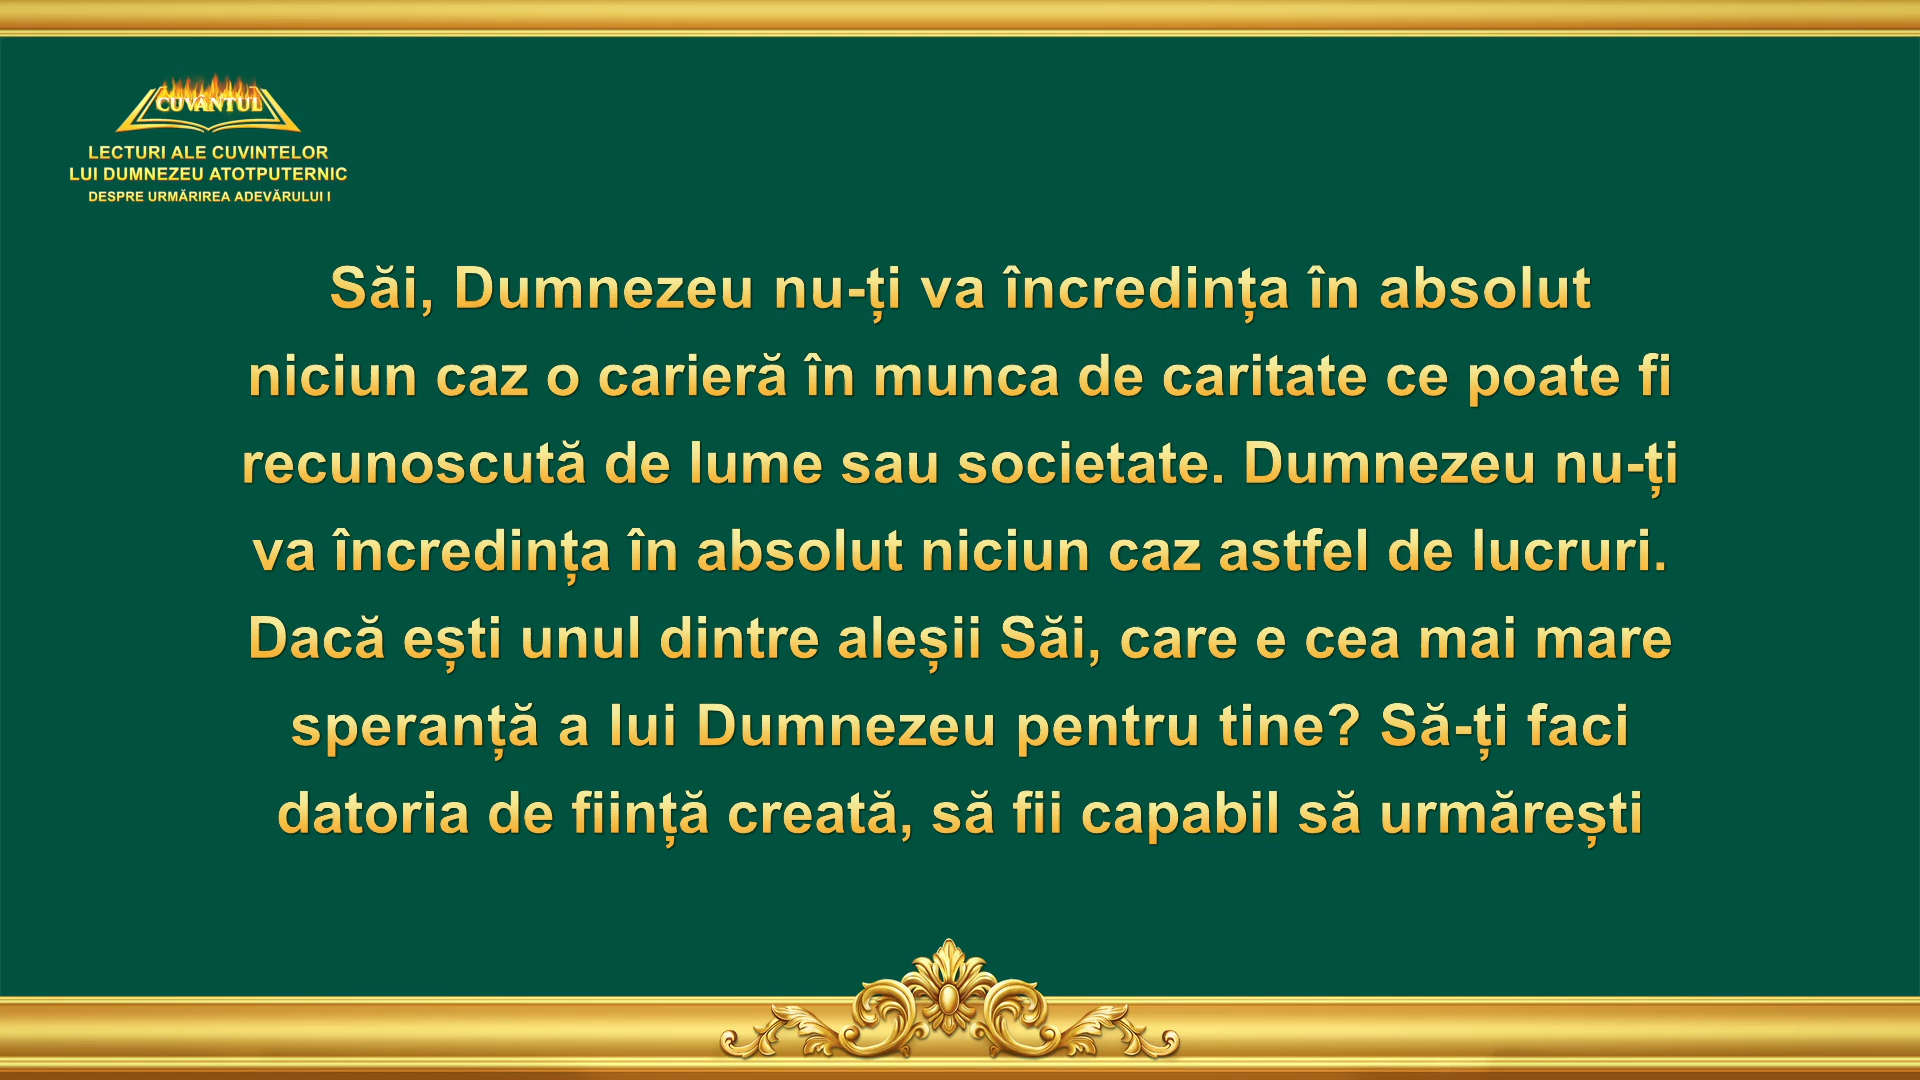 CUVÂNTUL
LECTURI ALE CUVINTELOR
LUI DUMNEZEU ATOTPUTERNIC
DESPRE URMĂRIREA ADEVĂRULUI I
Săi, Dumnezeu nu-ți va încredința în absolut
niciun caz o carieră în munca de caritate ce poate fi
recunoscută de lume sau societate. Dumnezeu nu-ți
va încredința în absolut niciun caz astfel de lucruri.
Dacă ești unul dintre aleșii Săi, care e cea mai mare
speranță a lui Dumnezeu pentru tine? Să-ți faci
datoria de ființă creată, să fii capabil să urmărești